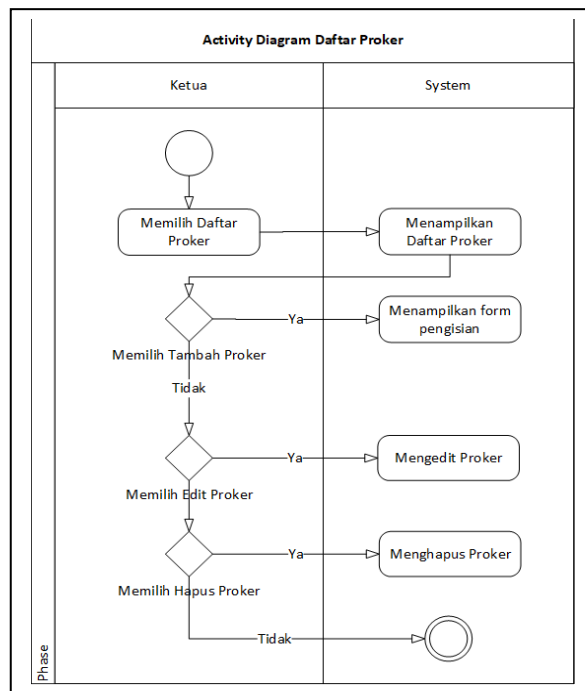 Activity Diagram Daftar Proker
Ketua
System
Memilih Daftar
Proker
Menampilkan
Daftar Proker
Ya
Menampilkan form
pengisian
Memilih Tambah Proker
Tidak
Ya
Mengedit Proker
Memilih Edit Proker
Ya
Menghapus Proker
Memilih Hapus Proker
Tidak
Phase